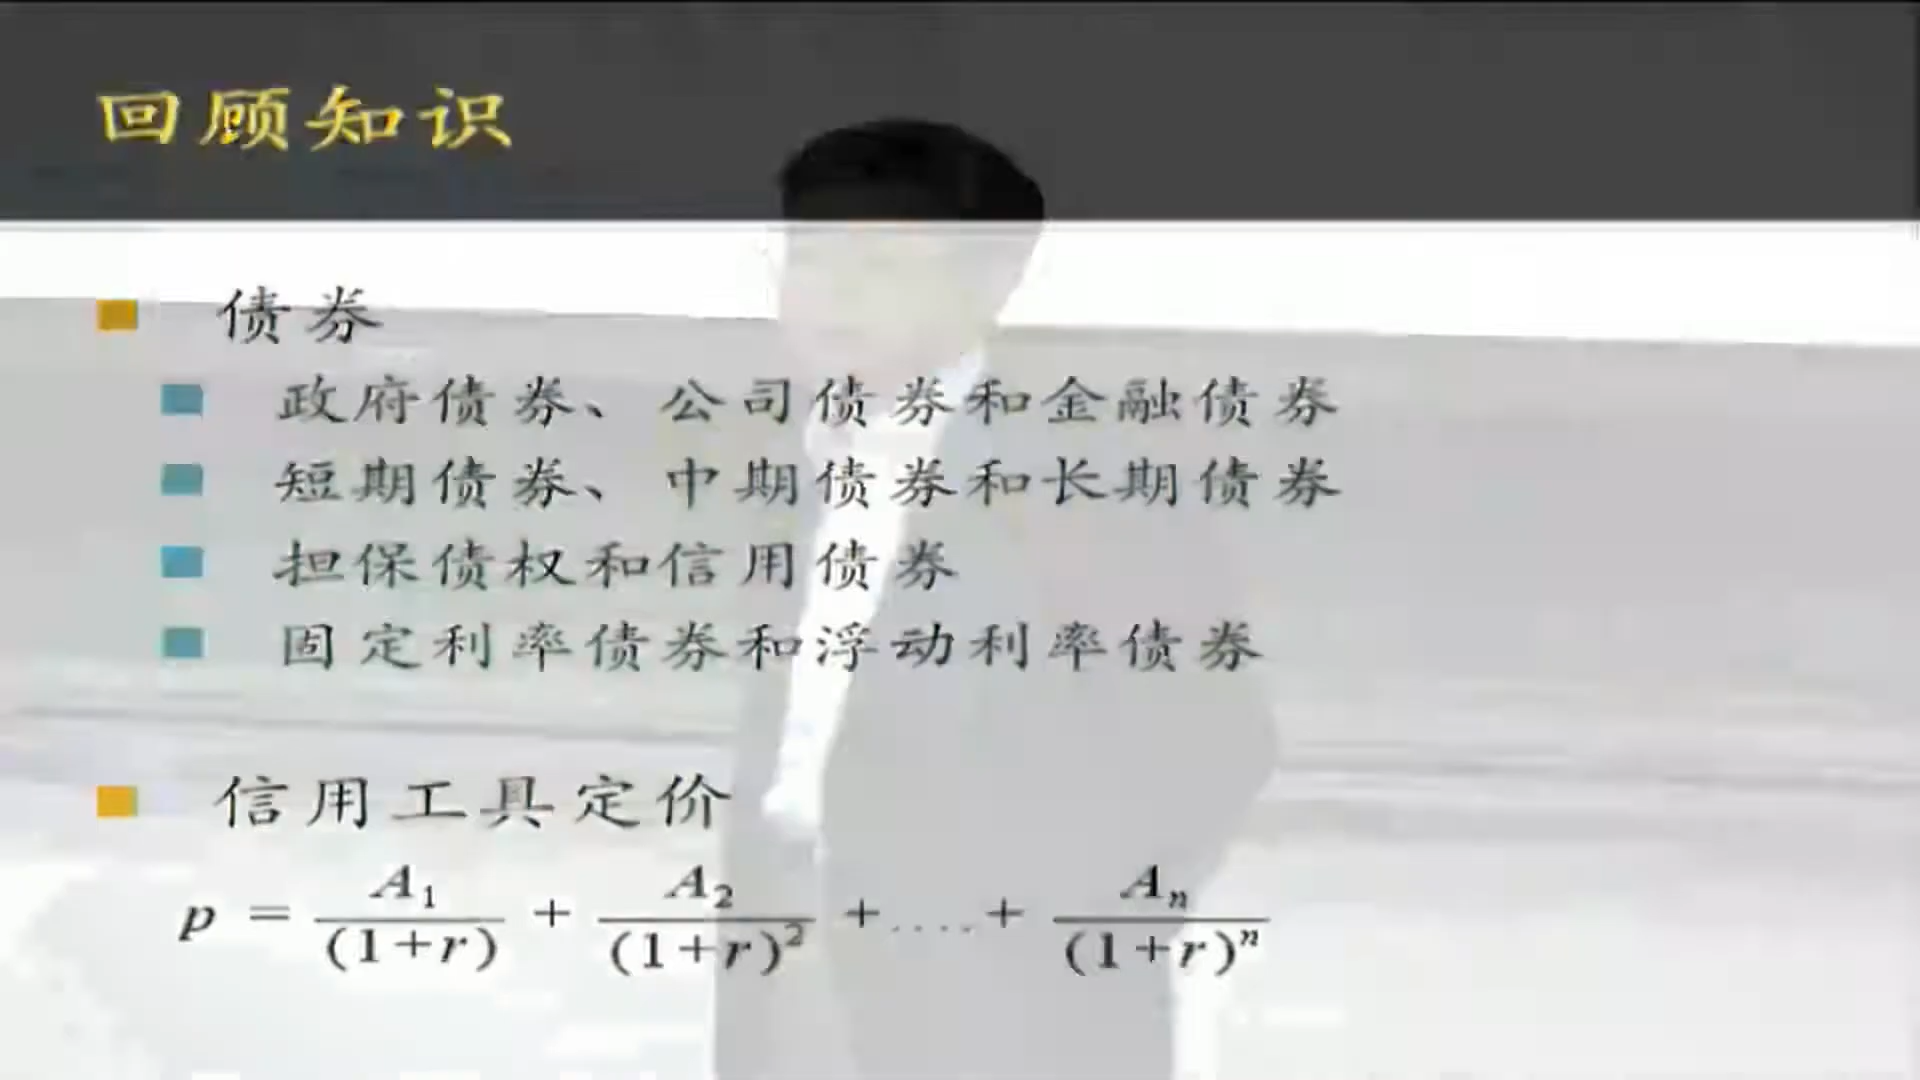 回顾知识
债券
政府债券、公司债券和金融债券
短期债券、中期债券和长期债券
担保债权和信用债券
固定利率债券和浮动利率债券
信用工具定价
p = A₁/(1+r) + A₂/(1+r)² + .... + Aₙ/(1+r)ⁿ